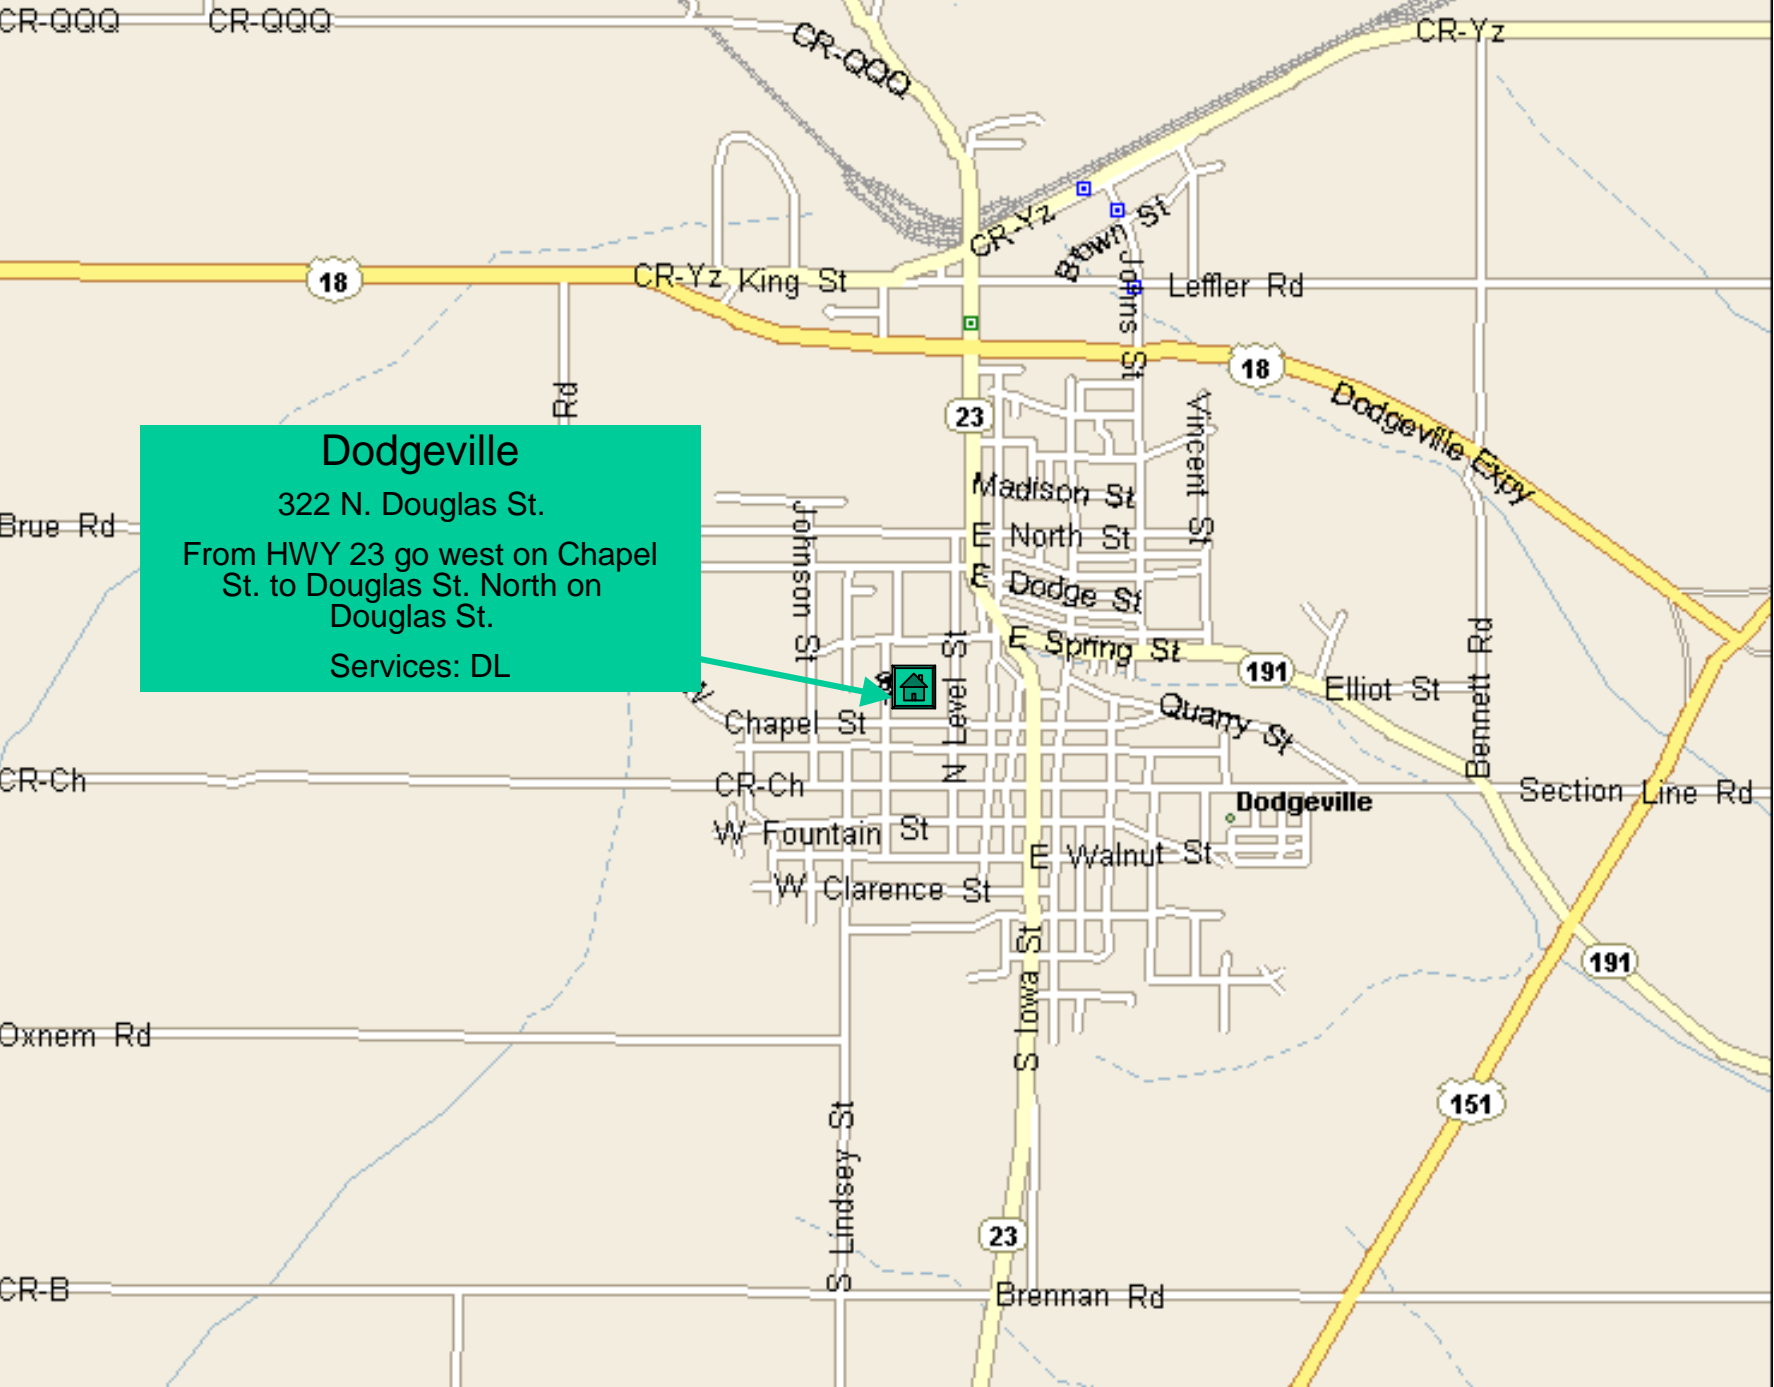 CR-QQQ
CR-QQQ
CR-QQQ
CR-Yz
CR-Yz
Brown St
Johns St
18
CR-Yz
King St
Leffler Rd
18
Dodgeville Expy
Rd
23
Vincent St
Dodgeville
322 N. Douglas St.
From HWY 23 go west on Chapel
St. to Douglas St. North on
Douglas St.
Services: DL
Madison St
Brue Rd
Johnson St
E North St
E Dodge St
E Spring St
191
N Level St
Elliot St
Bennett Rd
Quarry St
Chapel St
CR-Ch
CR-Ch
Section Line Rd
Dodgeville
W Fountain St
E Walnut St
W Clarence St
S Iowa St
191
Oxnem Rd
151
S Lindsey St
23
CR-B
Brennan Rd